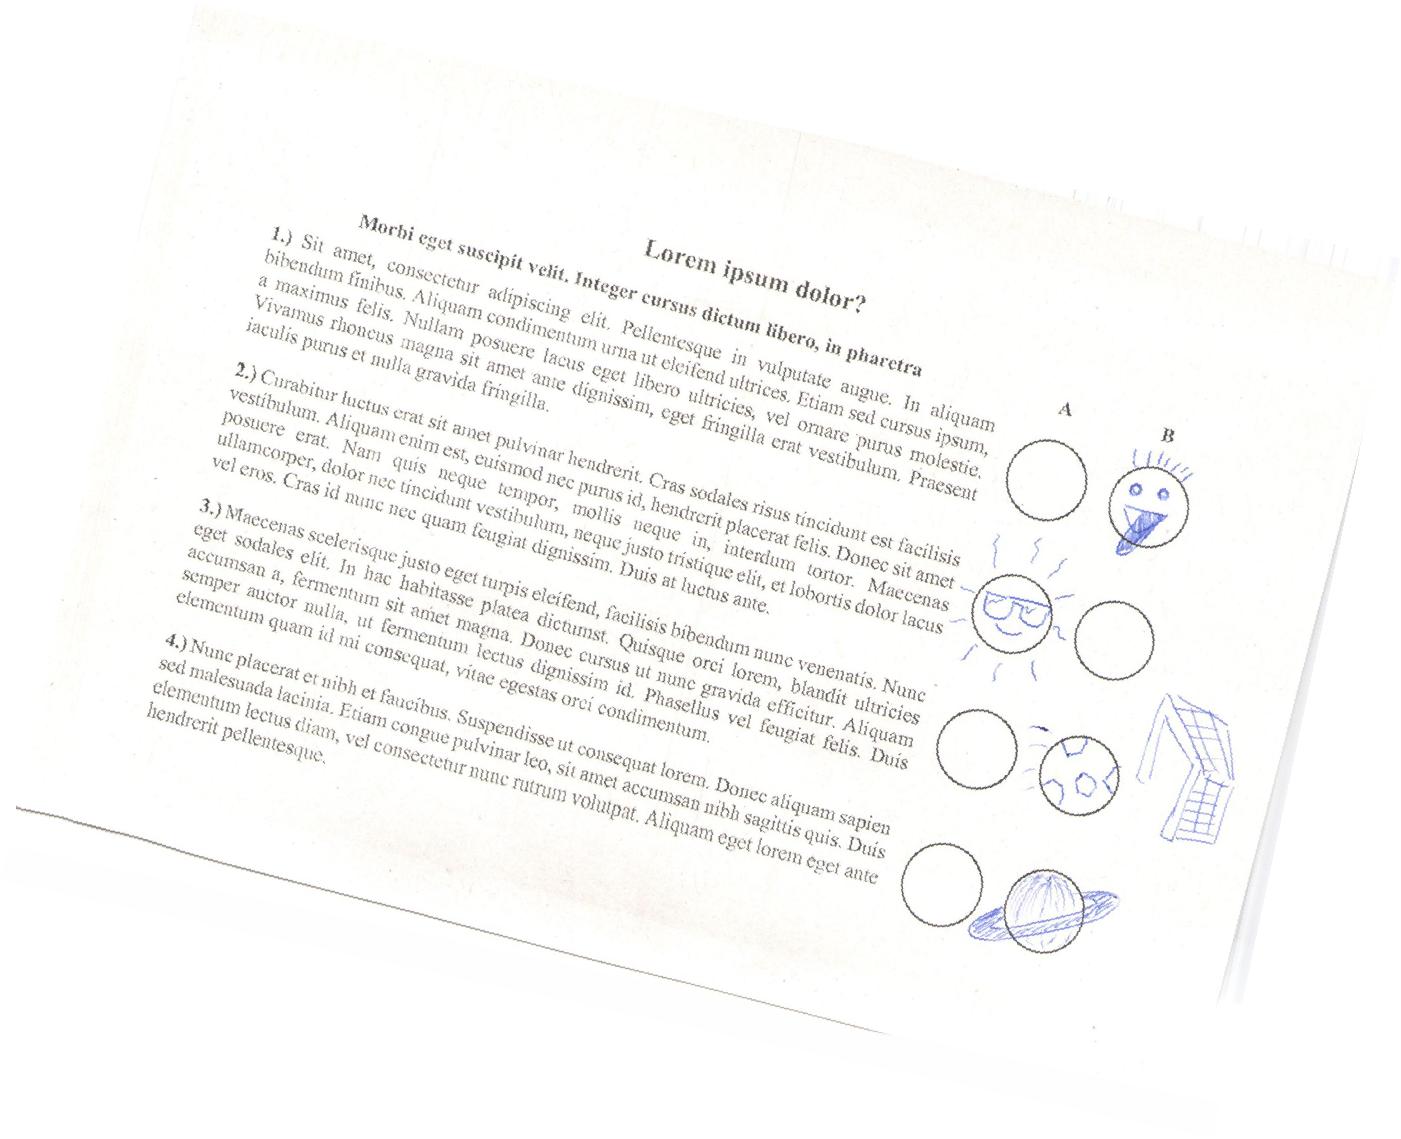 Lorem ipsum dolor?
Morbi eget suscipit velit. Integer cursus dictum libero, in pharetra
1.) Sit amet, consectetur adipiscing elit. Pellentesque in vulputate augue. In aliquam
bibendum finibus. Aliquam condimentum urna ut eleifend ultrices. Etiam sed cursus ipsum,
a maximus felis. Nullam posuere lacus eget libero ultricies, vel ornare purus molestie.
Vivamus rhoncus magna sit amet ante dignissim, eget fringilla erat vestibulum. Praesent
iaculis purus et nulla gravida fringilla.
A
B
2.) Curabitur luctus erat sit amet pulvinar hendrerit. Cras sodales risus tincidunt est facilisis
vestibulum. Aliquam enim est, euismod nec purus id, hendrerit placerat felis. Donec sit amet
posuere erat. Nam quis neque tempor, mollis neque in, interdum tortor. Maecenas
ullamcorper, dolor nec tincidunt vestibulum, neque justo tristique elit, et lobortis dolor lacus
vel eros. Cras id nunc nec quam feugiat dignissim. Duis at luctus ante.
3.) Maecenas scelerisque justo eget turpis eleifend, facilisis bibendum nunc venenatis. Nunc
eget sodales elit. In hac habitasse platea dictumst. Quisque orci lorem, blandit ultricies
accumsan a, fermentum sit amet magna. Donec cursus ut nunc gravida efficitur. Aliquam
semper auctor nulla, ut fermentum lectus dignissim id. Phasellus vel feugiat felis. Duis
elementum quam id mi consequat, vitae egestas orci condimentum.
4.) Nunc placerat et nibh et faucibus. Suspendisse ut consequat lorem. Donec aliquam sapien
sed malesuada lacinia. Etiam congue pulvinar leo, sit amet accumsan nibh sagittis quis. Duis
elementum lectus diam, vel consectetur nunc rutrum volutpat. Aliquam eget lorem eget ante
hendrerit pellentesque.